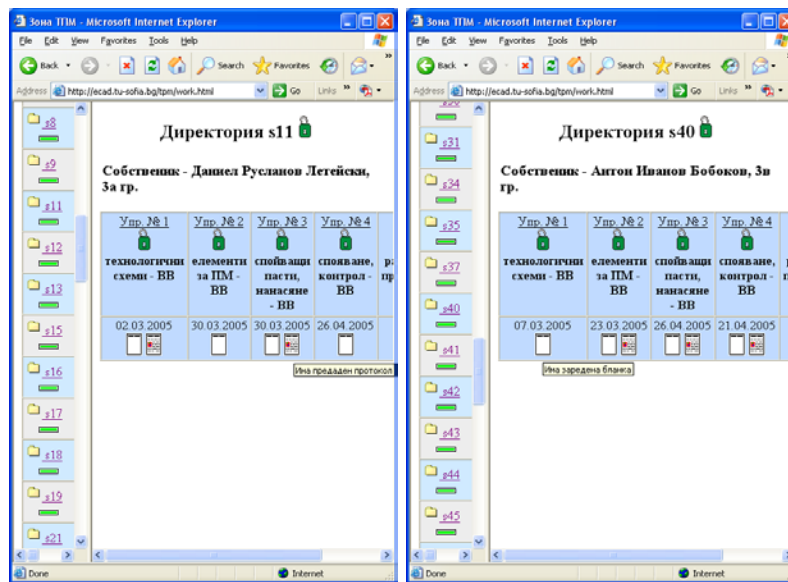 Зона ТПМ - Microsoft Internet Explorer
File Edit View Favorites Tools Help
Back Search Favorites »
Address http://ecad.tu-sofia.bg/tpm/work.html Go Links »
s8
s9
s11
s12
s13
s15
s16
s17
s18
s19
s21
Директория s11
Собственик - Даниел Русланов Летейски,
3а гр.
Упр. № 1 Упр. № 2 Упр. № 3 Упр. № 4
технологични елементи спойващи спояване,
схеми - ВВ за ПМ - пасти, контрол -
ВВ нанасяне ВВ
- ВВ
02.03.2005 30.03.2005 30.03.2005 26.04.2005
Има предаден протокол
Done Internet
Зона ТПМ - Microsoft Internet Explorer
File Edit View Favorites Tools Help
Back Search Favorites »
Address http://ecad.tu-sofia.bg/tpm/work.html Go Links »
s31
s34
s35
s37
s40
s41
s42
s43
s44
s45
Директория s40
Собственик - Антон Иванов Бобоков, 3в
гр.
Упр. № 1 Упр. № 2 Упр. № 3 Упр. № 4
технологични елементи спойващи спояване,
схеми - ВВ за ПМ - пасти, контрол -
ВВ нанасяне ВВ
- ВВ
07.03.2005 23.03.2005 26.04.2005 21.04.2005
Има заредена бланка
Done Internet